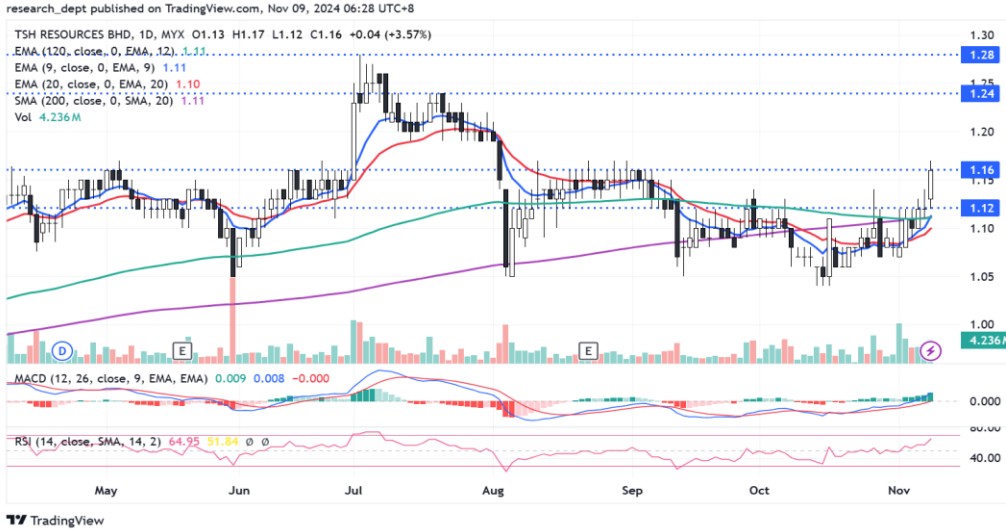 research_dept published on TradingView.com, Nov 09, 2024 06:28 UTC+8
TSH RESOURCES BHD, 1D, MYX O1.13 H1.17 L1.12 C1.16 +0.04 (+3.57%)
EMA (120, close, 0, EMA, 12) 1.11
EMA (9, close, 0, EMA, 9) 1.11
EMA (20, close, 0, EMA, 20) 1.10
SMA (200, close, 0, SMA, 20) 1.11
Vol 4.236M
1.30
1.28
1.24
1.20
1.16
1.15
1.12
1.10
1.05
1.00
4.236M
D
E
E
MACD (12, 26, close, 9, EMA, EMA) 0.009 0.008 −0.000
0.000
80.00
RSI (14, close, SMA, 14, 2) 64.95 51.84 ∅ ∅
40.00
May Jun Jul Aug Sep Oct Nov
TradingView